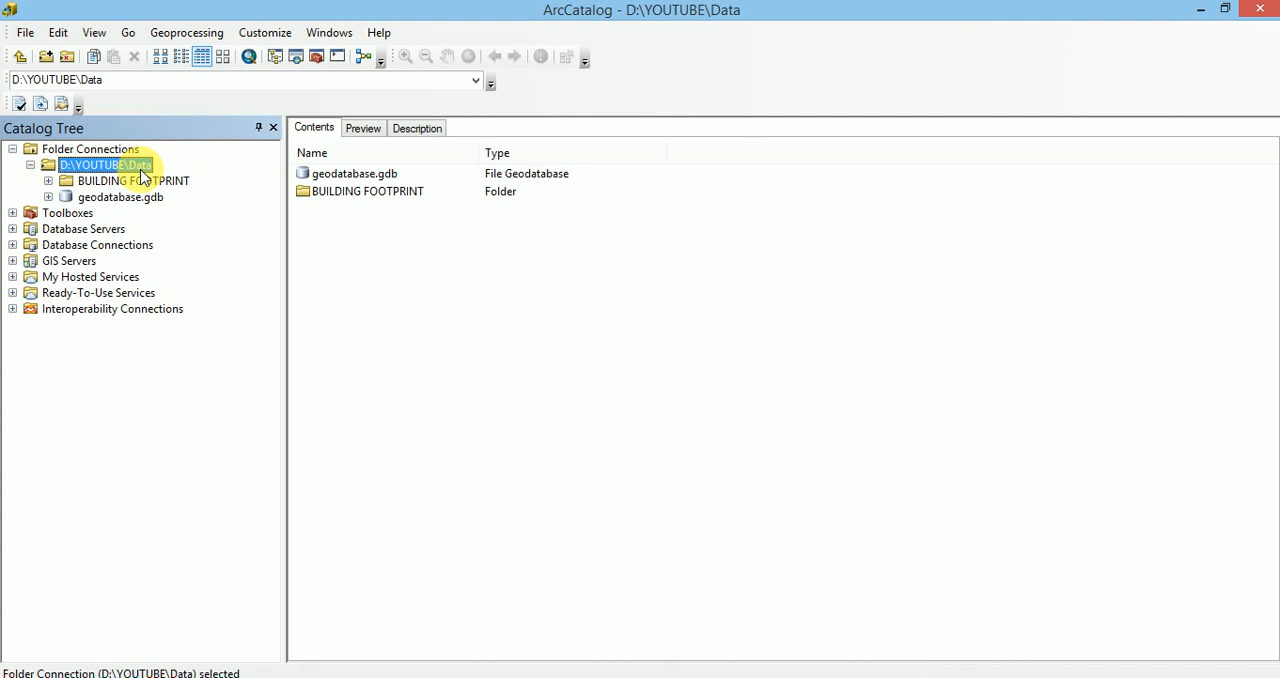 ArcCatalog - D:\YOUTUBE\Data
File Edit View Go Geoprocessing Customize Windows Help
D:\YOUTUBE\Data
Catalog Tree
Folder Connections
D:\YOUTUBE\Data
BUILDING FOOTPRINT
geodatabase.gdb
Toolboxes
Database Servers
Database Connections
GIS Servers
My Hosted Services
Ready-To-Use Services
Interoperability Connections
Contents Preview Description
Name Type
geodatabase.gdb File Geodatabase
BUILDING FOOTPRINT Folder
Folder Connection (D:\YOUTUBE\Data) selected